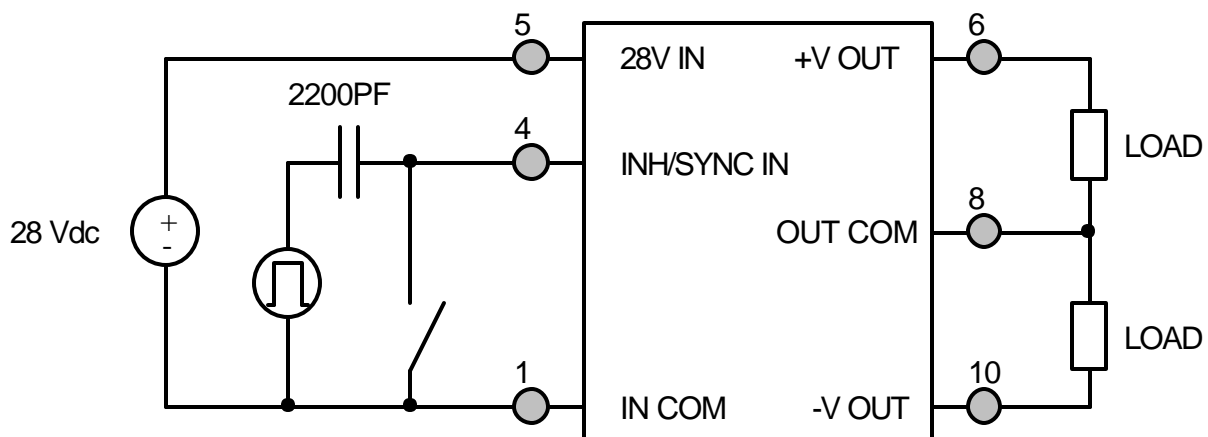 5
6
28V IN
+V OUT
2200PF
4
INH/SYNC IN
LOAD
8
28 Vdc
+
-
OUT COM
LOAD
1
10
IN COM
-V OUT